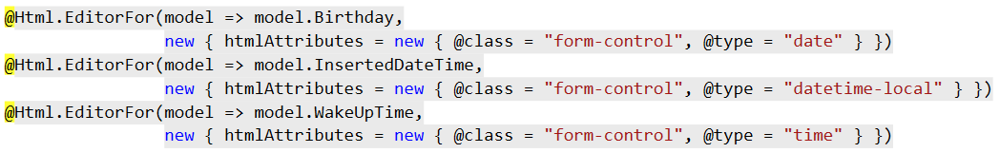 @Html.EditorFor(model => model.Birthday,
new { htmlAttributes = new { @class = "form-control", @type = "date" } })
@Html.EditorFor(model => model.InsertedDateTime,
new { htmlAttributes = new { @class = "form-control", @type = "datetime-local" } })
@Html.EditorFor(model => model.WakeUpTime,
new { htmlAttributes = new { @class = "form-control", @type = "time" } })